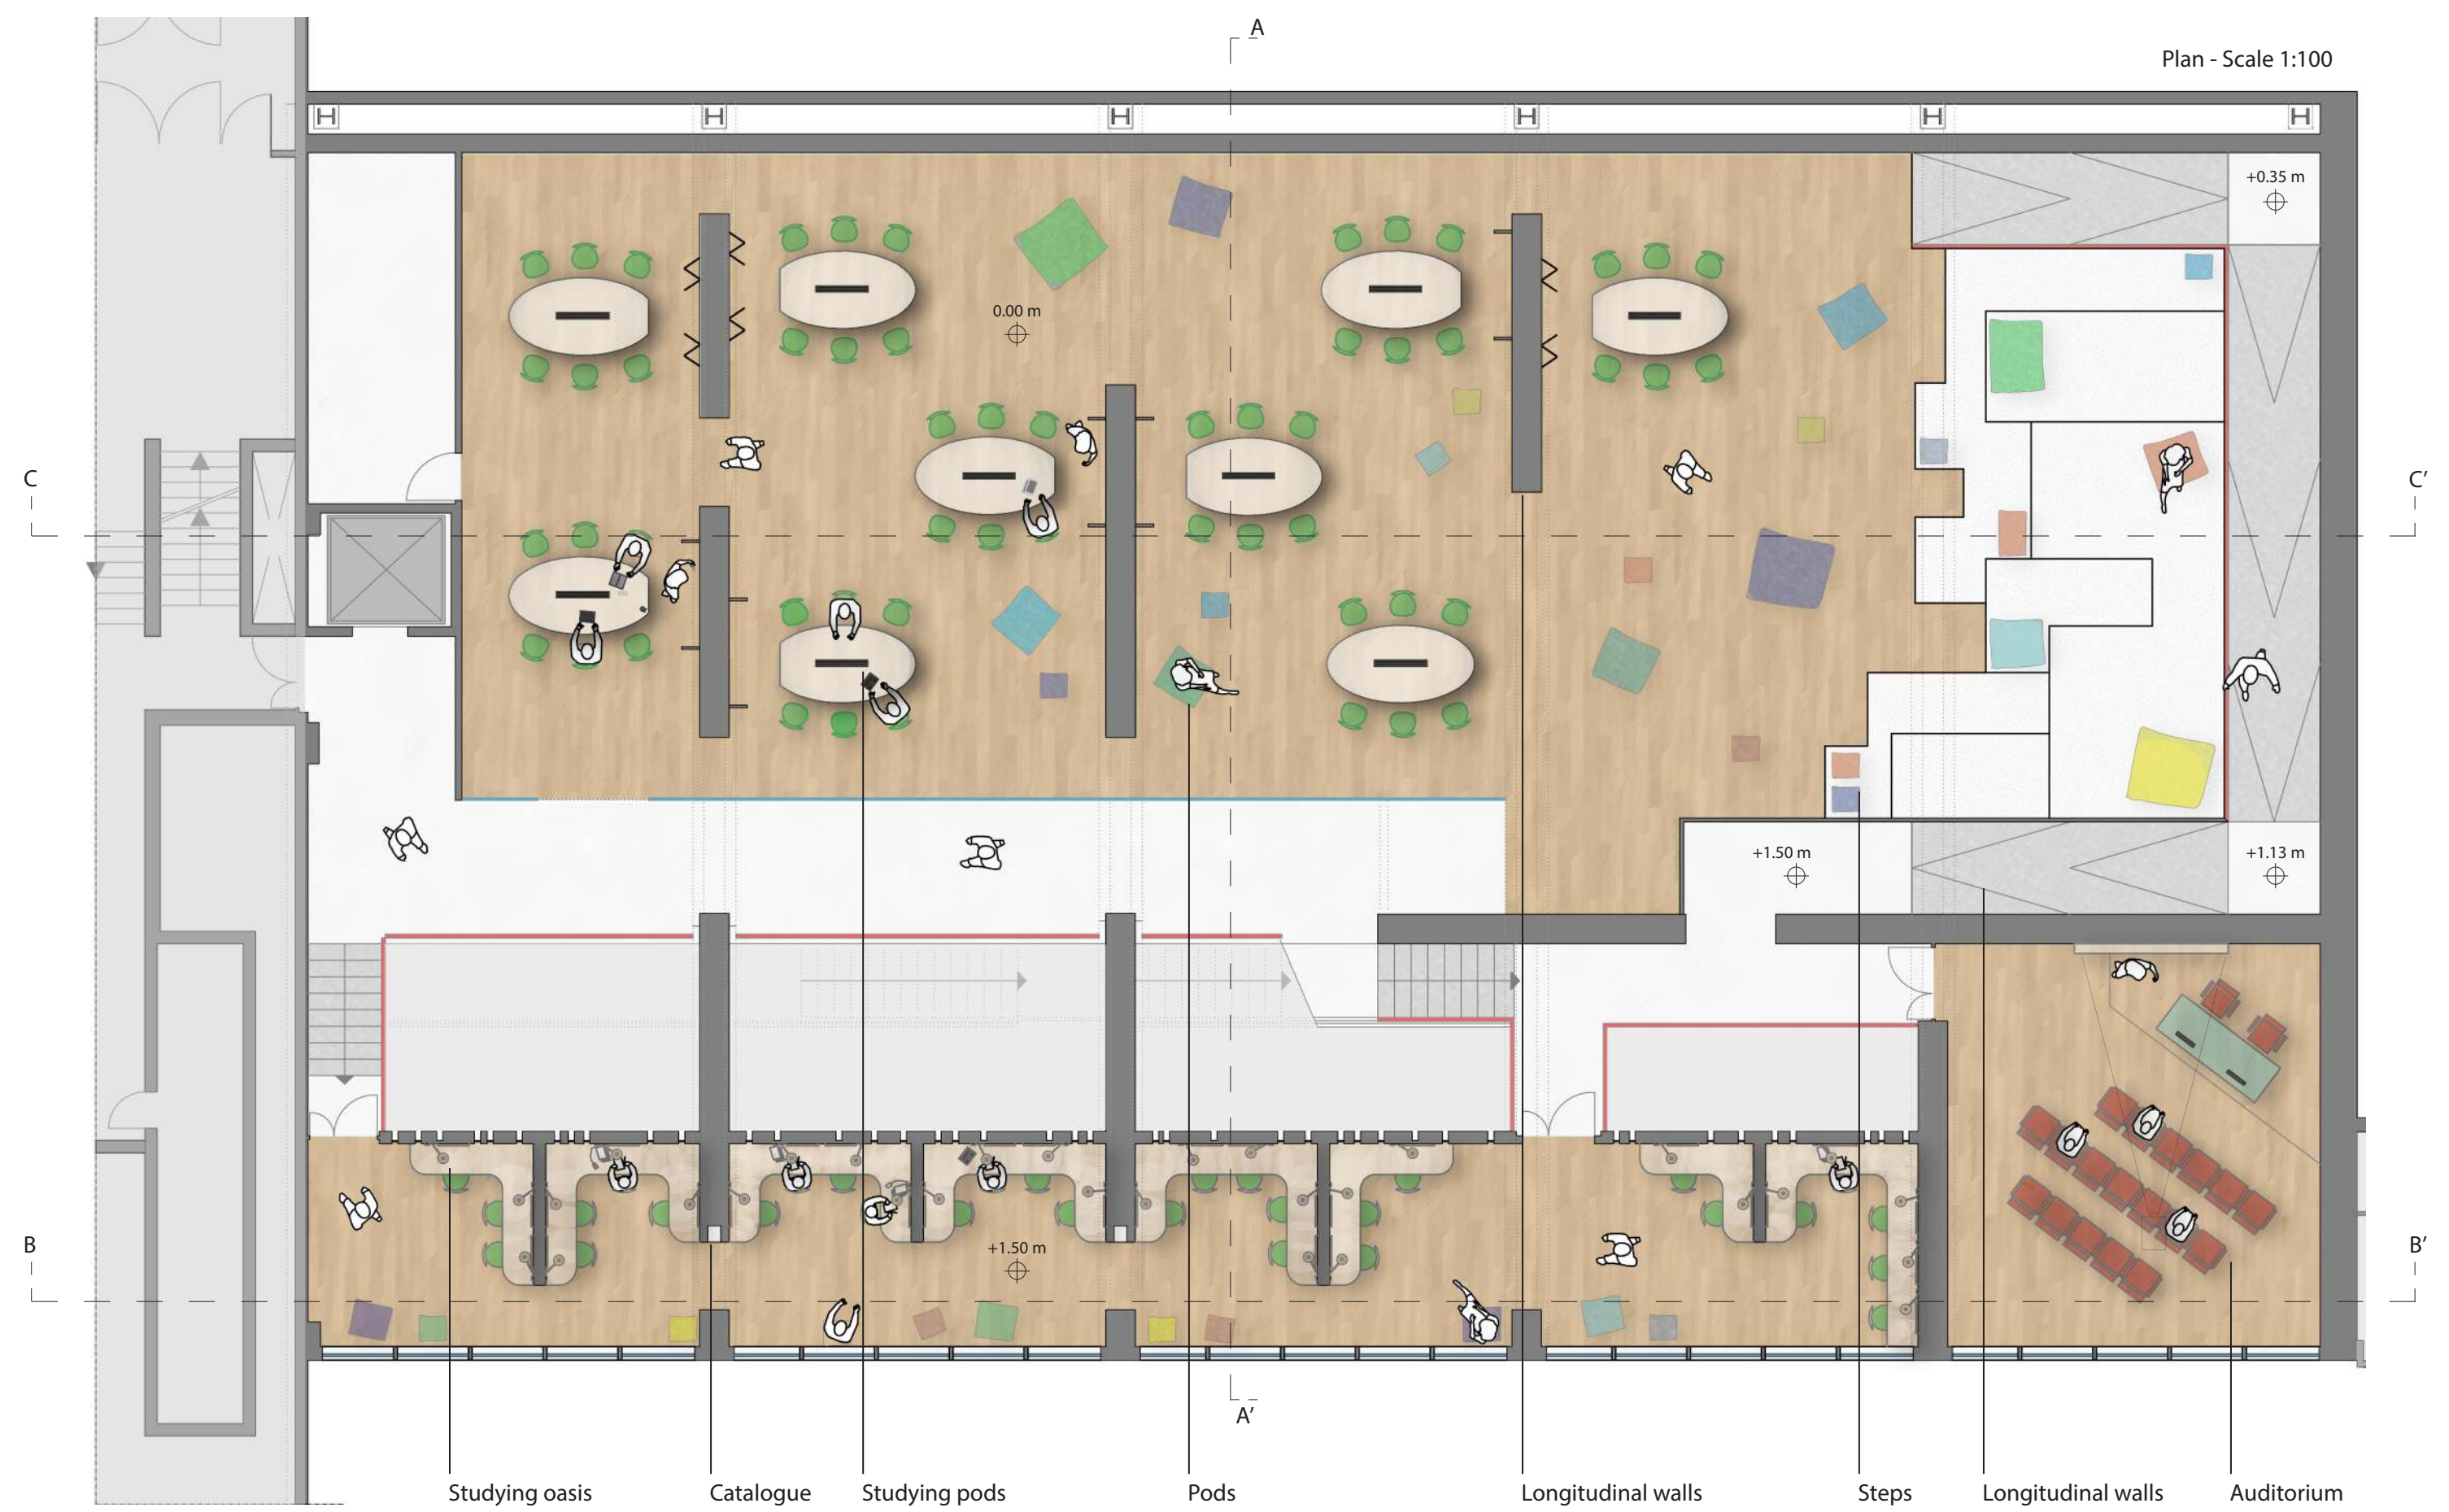 A
Plan - Scale 1:100
+0.35 m
0.00 m
C
C'
+1.50 m
+1.13 m
B
+1.50 m
B'
A'
Studying oasis
Catalogue
Studying pods
Pods
Longitudinal walls
Steps
Longitudinal walls
Auditorium